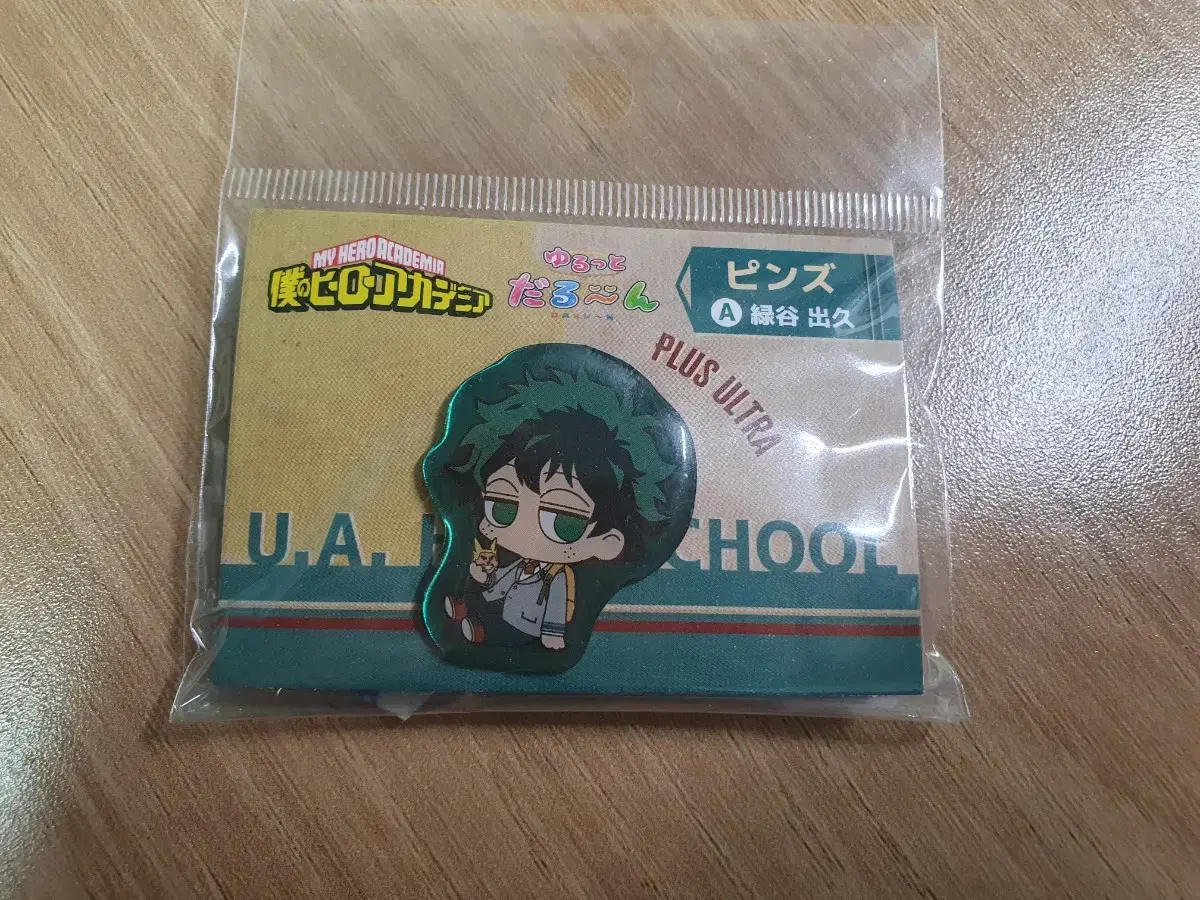 MY HERO ACADEMIA
僕のヒーローアカデミア
ゆるっと
だる～ん
ピンズ
A 緑谷 出久
PLUS ULTRA
U.A. H CHOOL